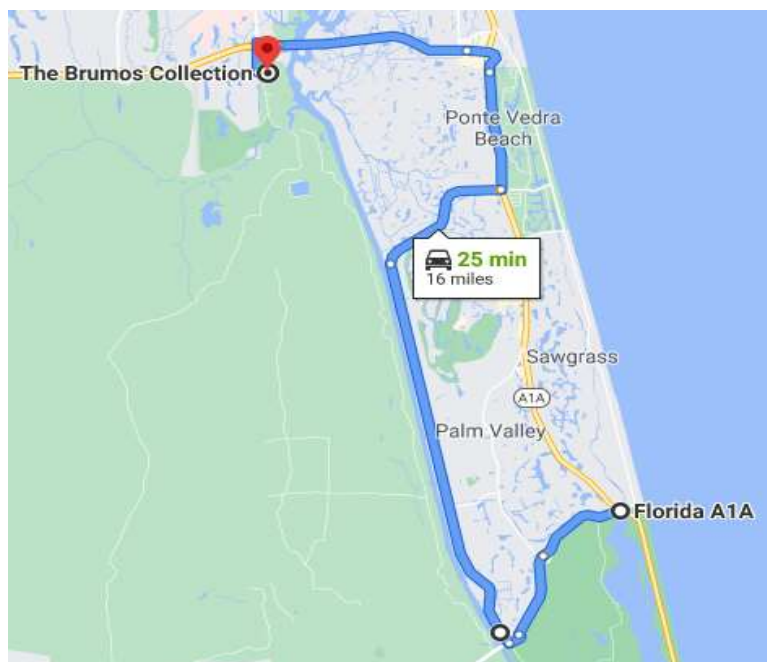 The Brumos Collection
Ponte Vedra
Beach
25 min
16 miles
Sawgrass
A1A
Palm Valley
Florida A1A